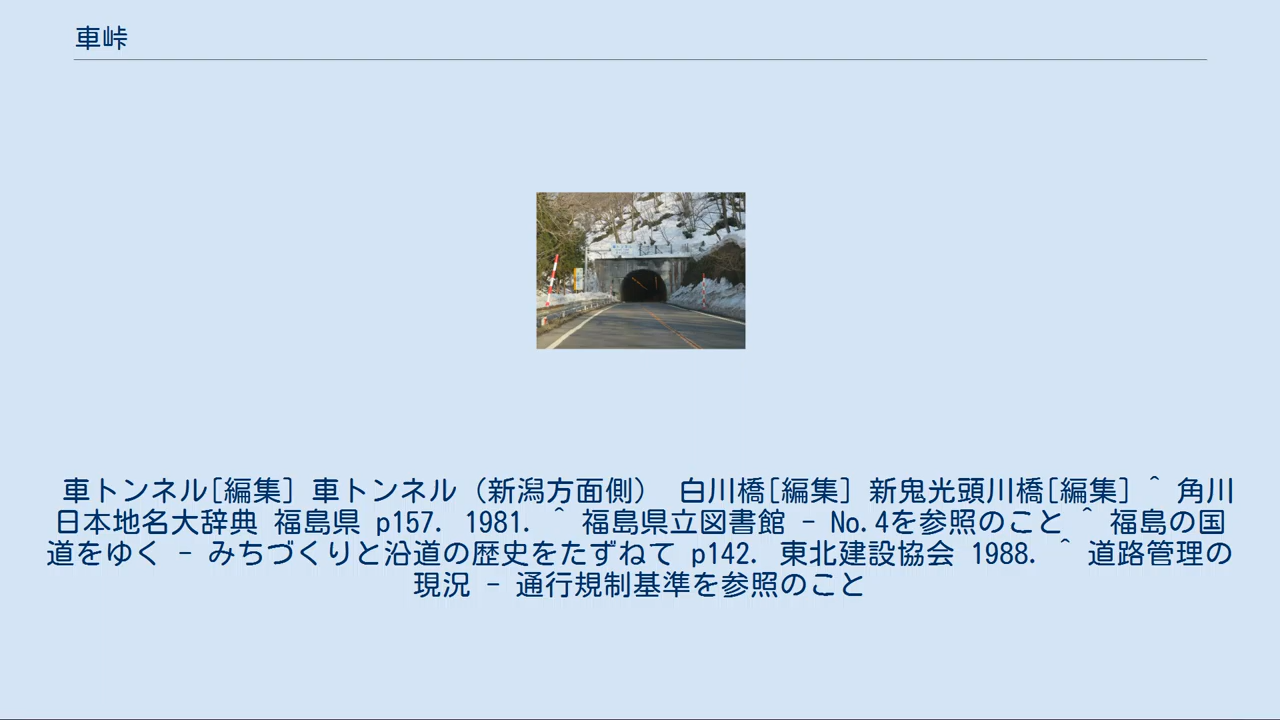 車峠
車トンネル[編集] 車トンネル（新潟方面側） 白川橋[編集] 新鬼光頭川橋[編集] ^ 角川
日本地名大辞典 福島県 p157. 1981. ^ 福島県立図書館 - No.4を参照のこと ^ 福島の国
道をゆく - みちづくりと沿道の歴史をたずねて p142. 東北建設協会 1988. ^ 道路管理の
現況 - 通行規制基準を参照のこと